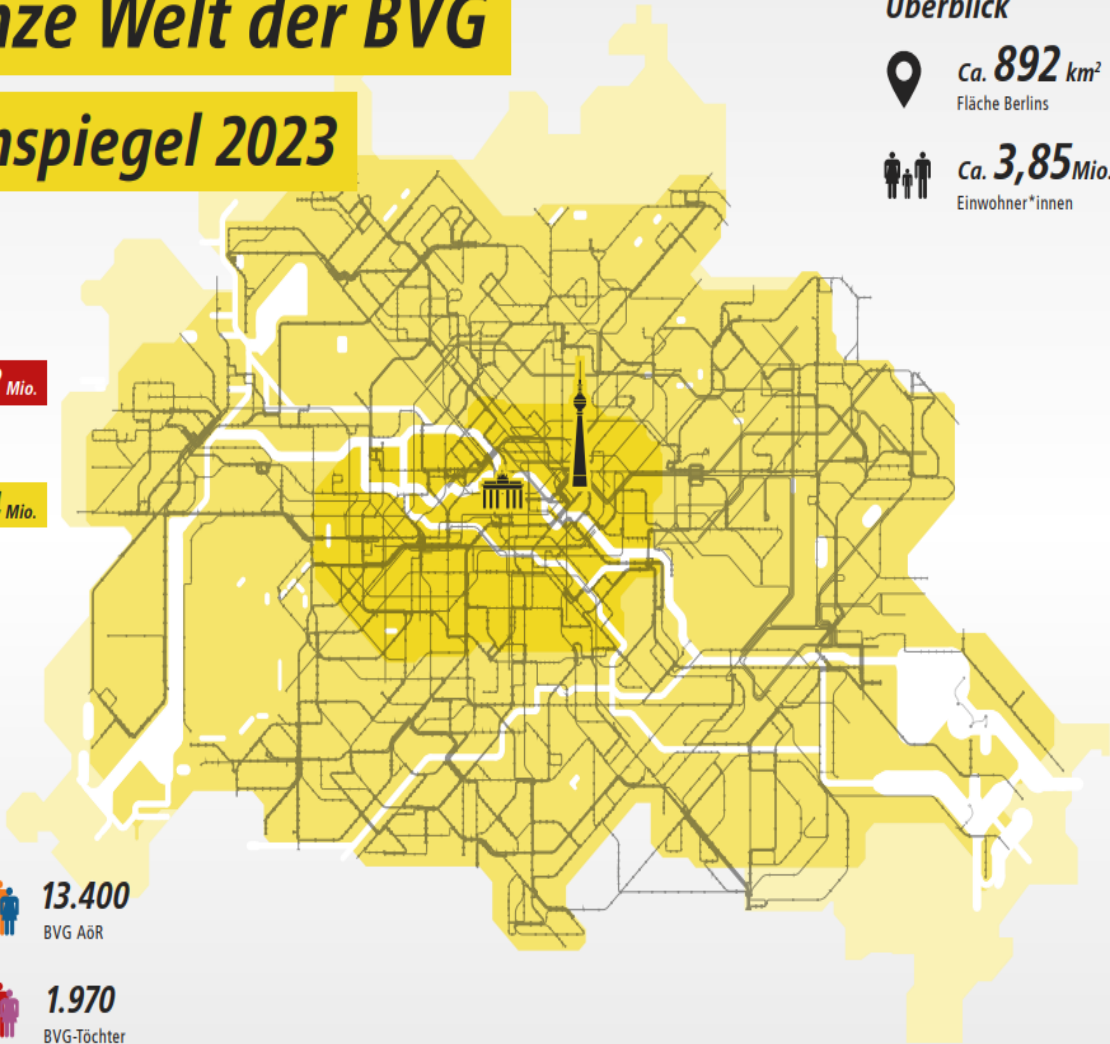 nze Welt der BVG
nspiegel 2023
Überblick
Ca. 892 km²
Fläche Berlins
Ca. 3,85 Mio.
Einwohner*innen
Mio.
Mio.
13.400
BVG AöR
1.970
BVG-Töchter